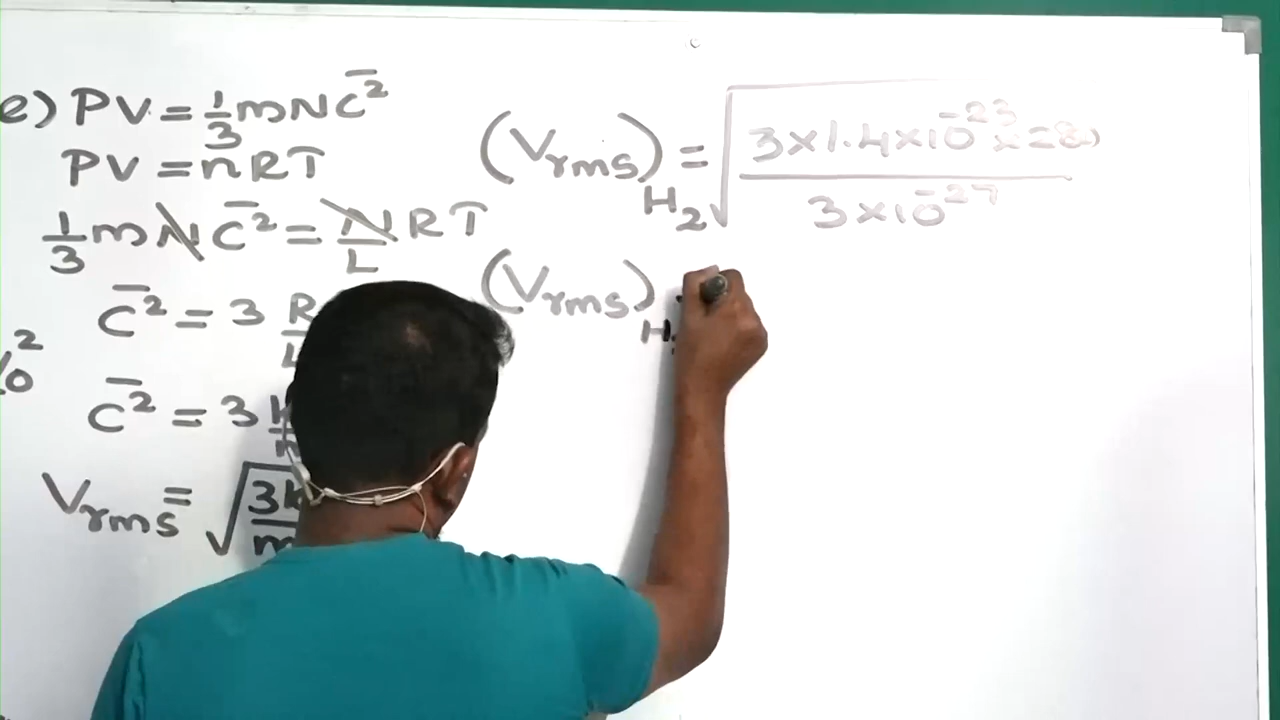 e) PV = 1/3 mNC̅²
PV = nRT
1/3 mN C̅² = N/L RT
C̅² = 3 R
C̅² = 3 k
Vrms = √3k/m
(Vrms)H₂ = √(3×1.4×10⁻²³×280)/(3×10⁻²⁷)
(Vrms)H